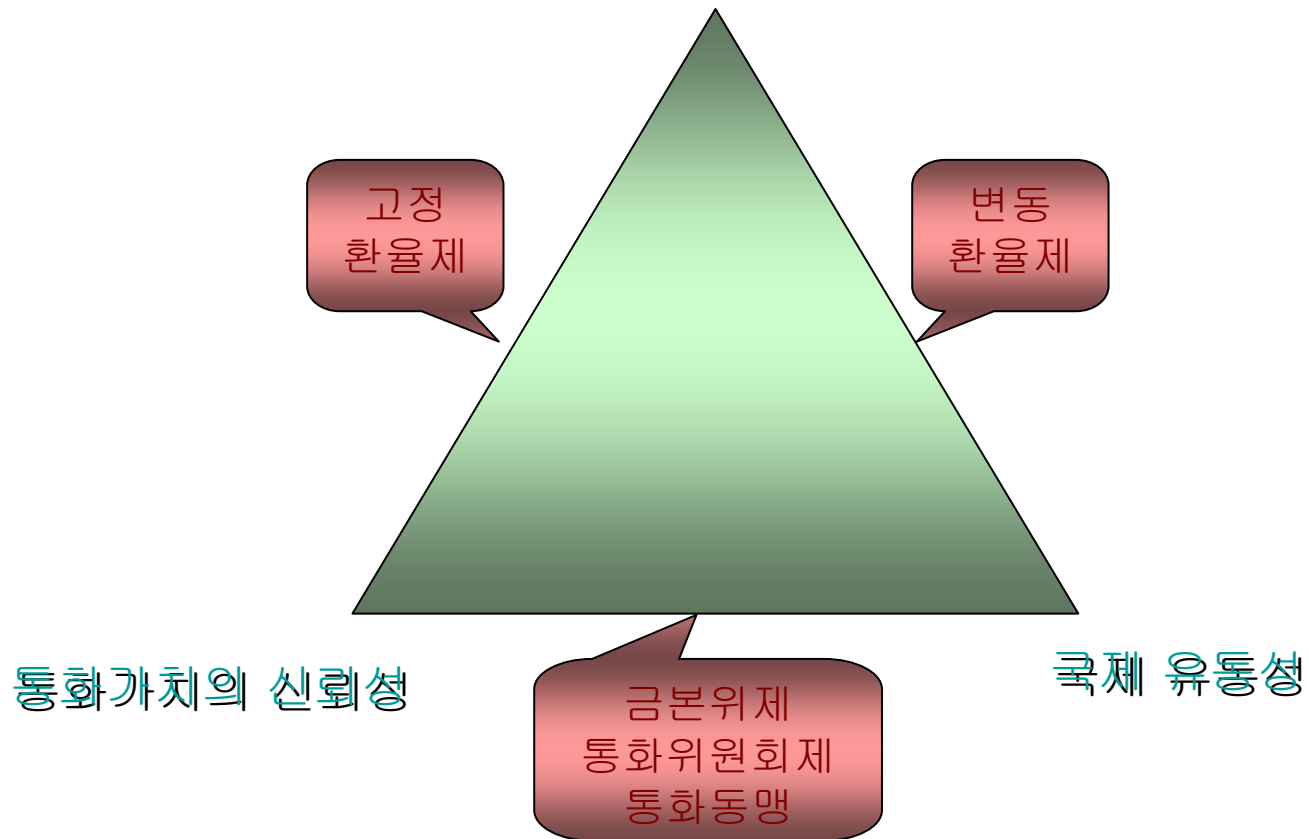 고정
환율제
변동
환율제
통화가치의 신뢰성
국제 유동성
금본위제
통화위원회제
통화동맹